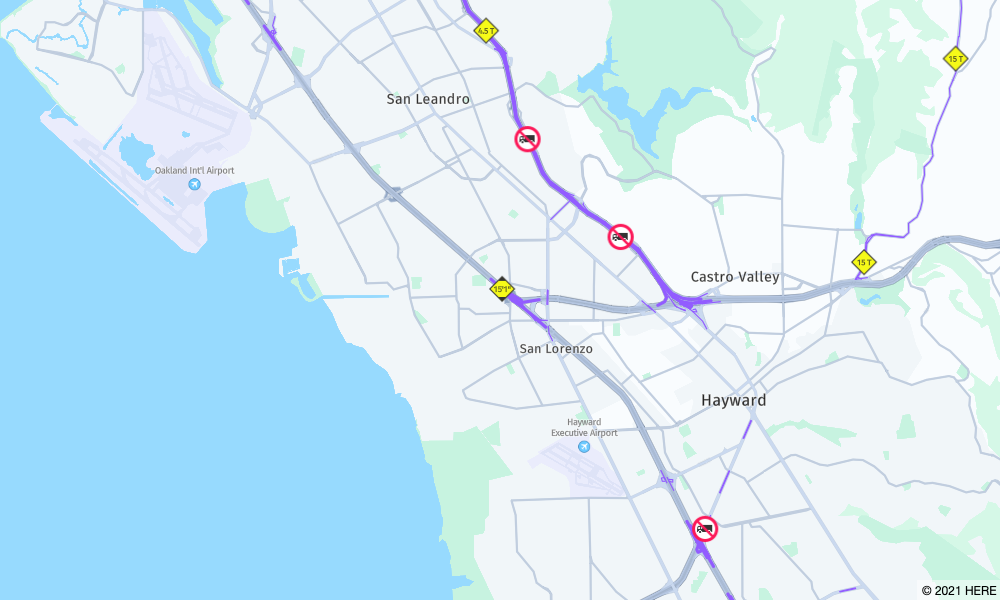 4.5 T
15 T
San Leandro
Oakland Int'l Airport
15 T
Castro Valley
15'1"
San Lorenzo
Hayward
Hayward
Executive Airport
© 2021 HERE